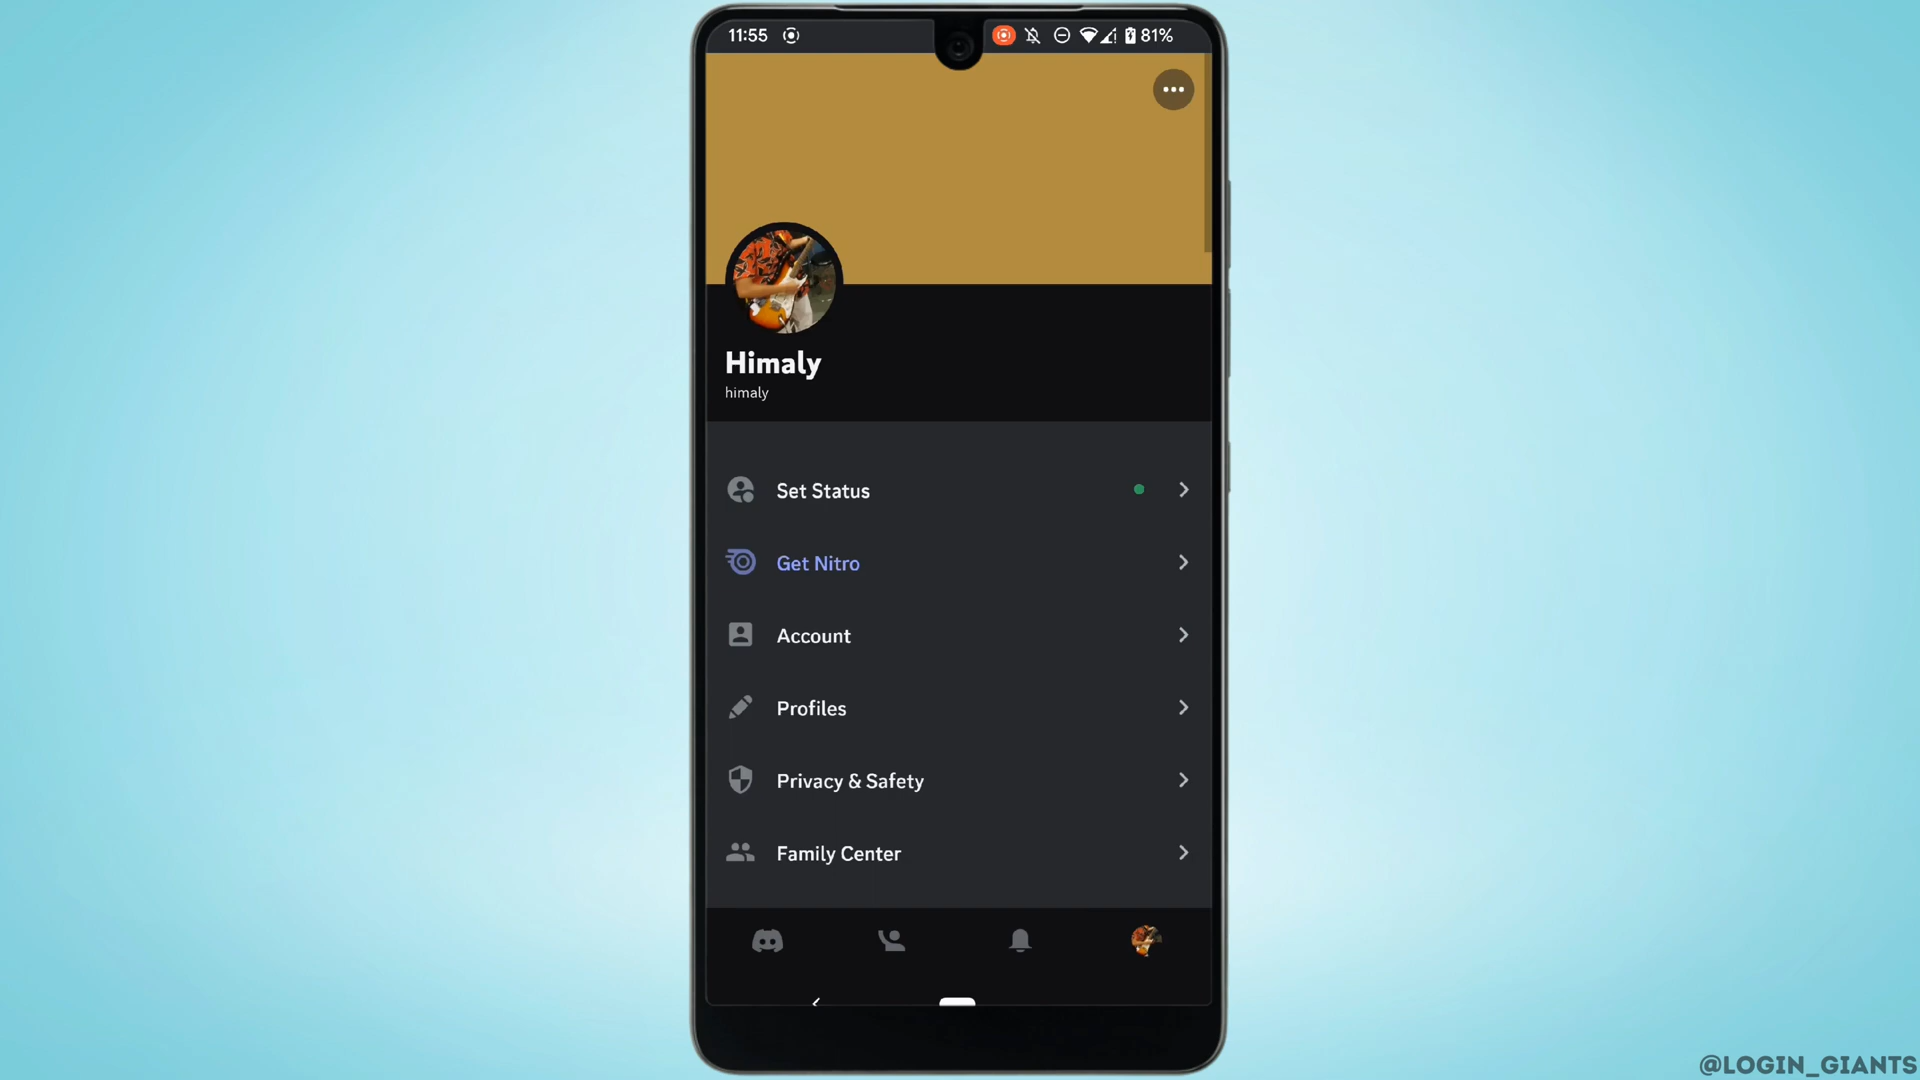 11:55
81%
Himaly
himaly
Set Status
Get Nitro
Account
Profiles
Privacy & Safety
Family Center
@LOGIN_GIANTS